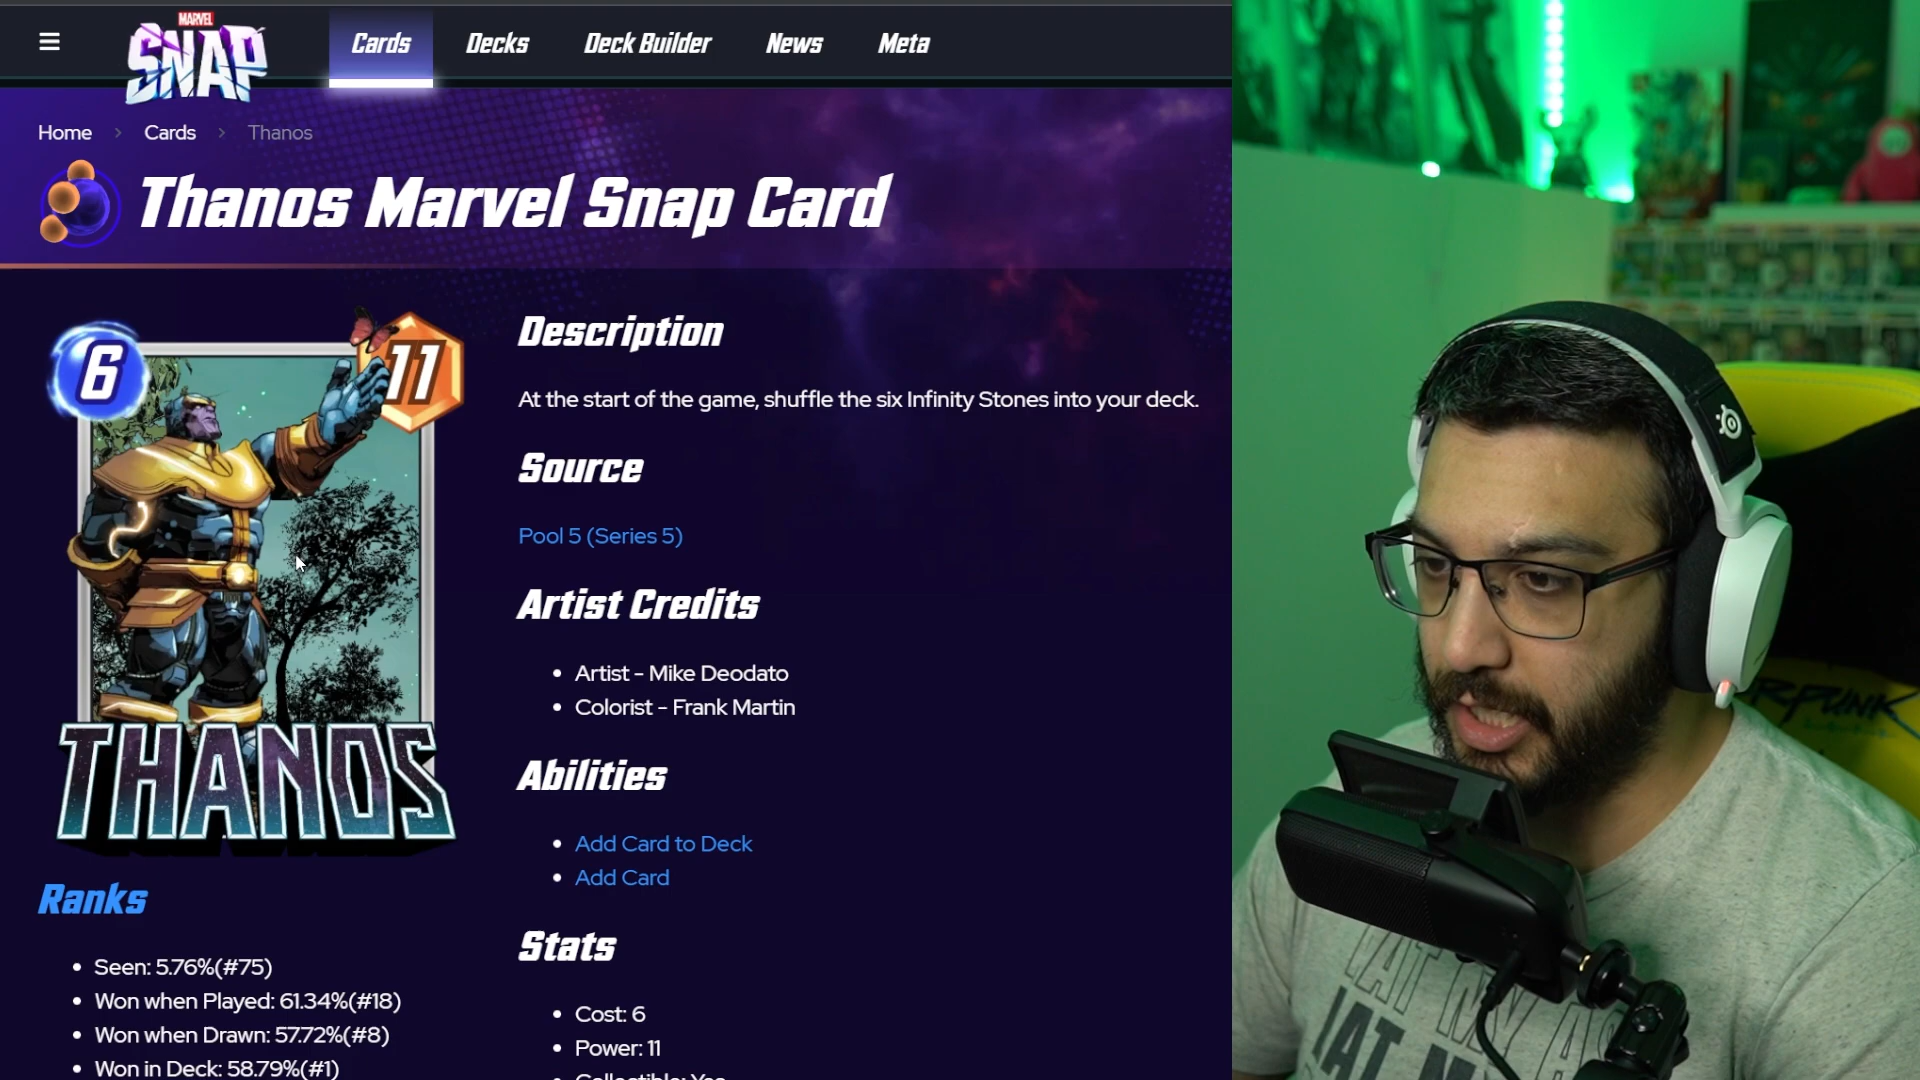 MARVEL
SNAP
Cards
Decks
Deck Builder
News
Meta
Home > Cards > Thanos
Thanos Marvel Snap Card
6
11
THANOS
Description
At the start of the game, shuffle the six Infinity Stones into your deck.
Source
Pool 5 (Series 5)
Artist Credits
• Artist - Mike Deodato
• Colorist - Frank Martin
Abilities
• Add Card to Deck
• Add Card
Stats
• Cost: 6
• Power: 11
• Collectible: Yes
Ranks
• Seen: 5.76%(#75)
• Won when Played: 61.34%(#18)
• Won when Drawn: 57.72%(#8)
• Won in Deck: 58.79%(#1)